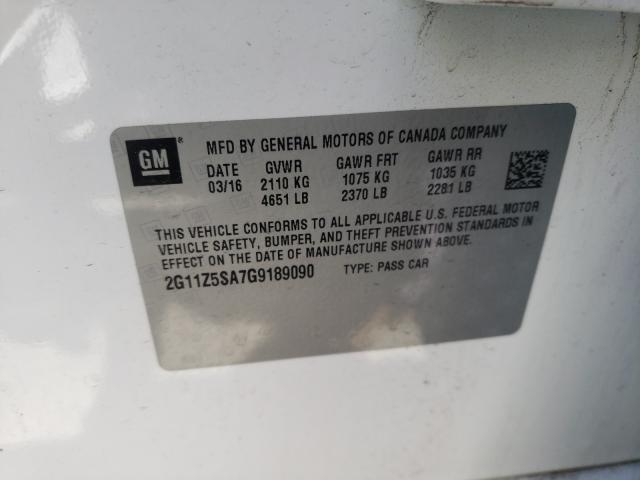 GM®
MFD BY GENERAL MOTORS OF CANADA COMPANY
DATE GVWR GAWR FRT GAWR RR
03/16 2110 KG 1075 KG 1035 KG
4651 LB 2370 LB 2281 LB
THIS VEHICLE CONFORMS TO ALL APPLICABLE U.S. FEDERAL MOTOR
VEHICLE SAFETY, BUMPER, AND THEFT PREVENTION STANDARDS IN
EFFECT ON THE DATE OF MANUFACTURE SHOWN ABOVE.
2G11Z5SA7G9189090 TYPE: PASS CAR